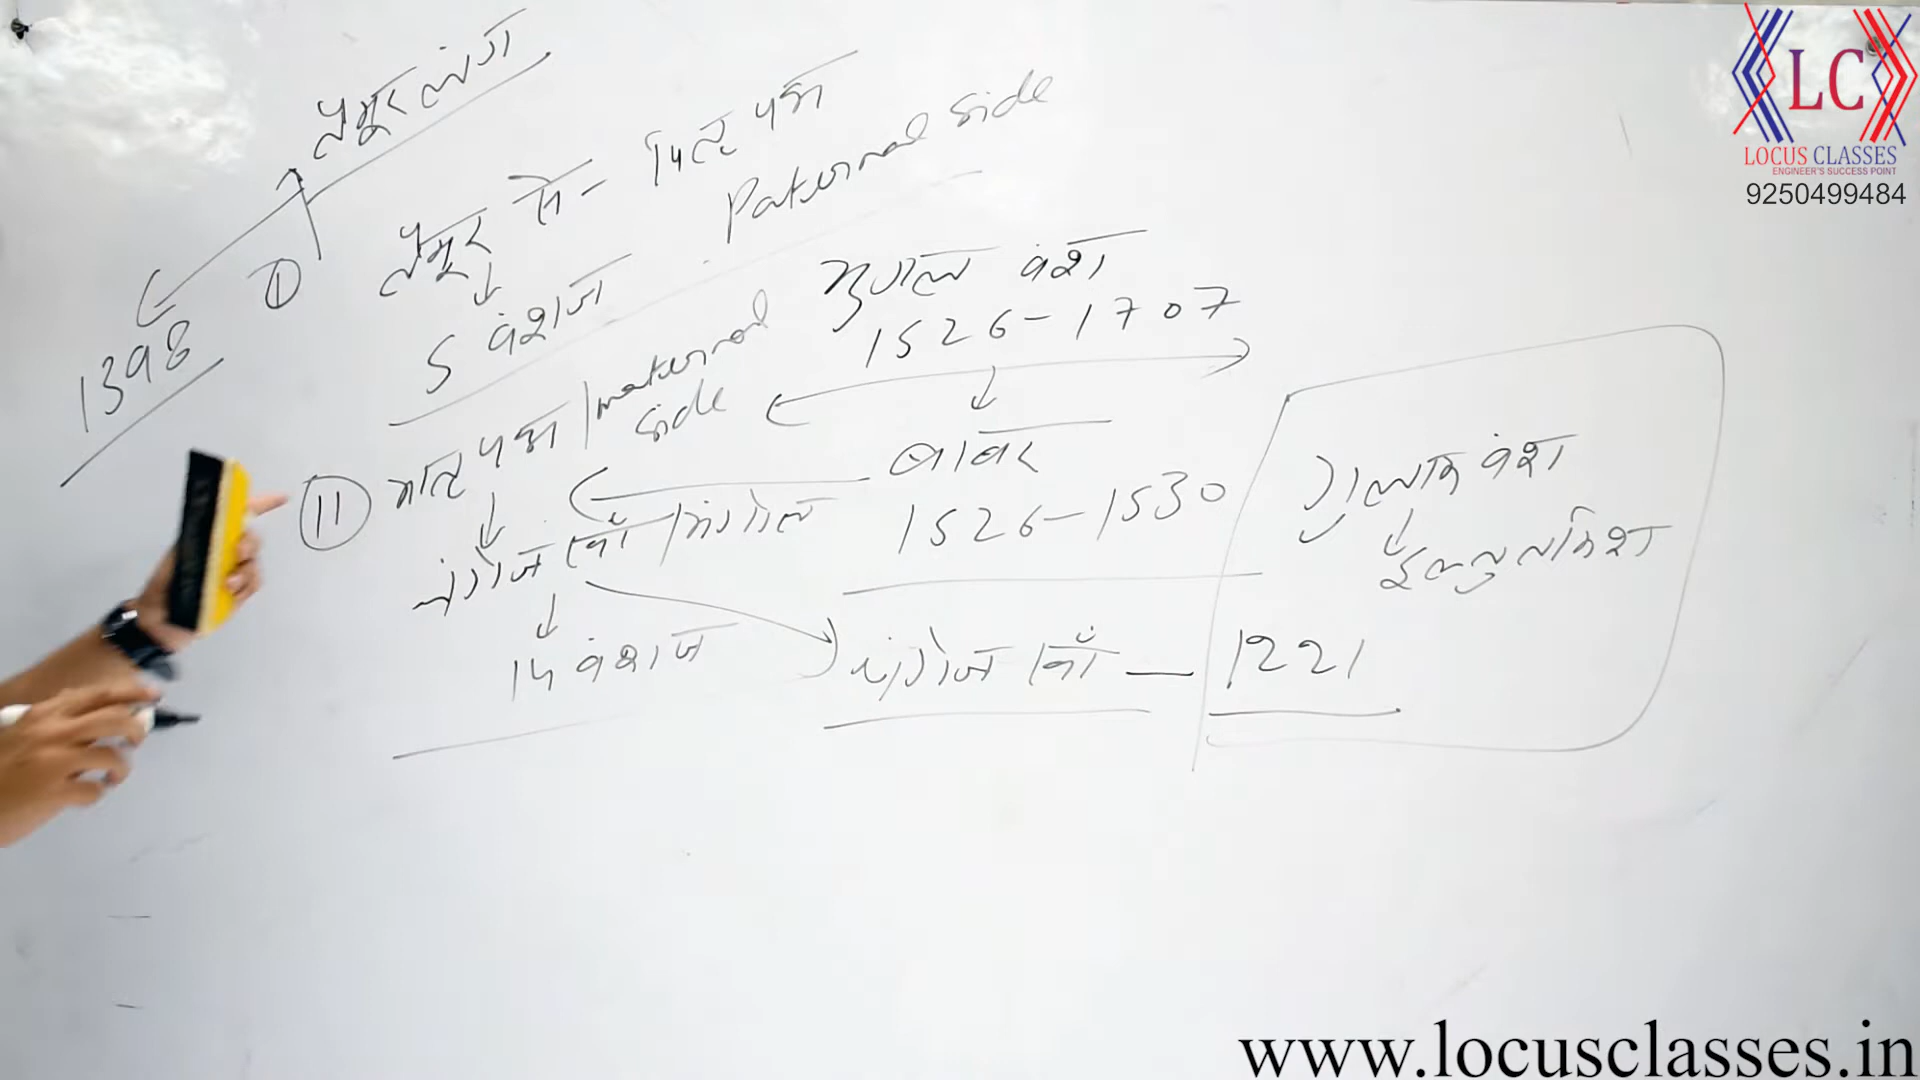 तैमूर लंग
1398
① तैमूर से - पितृ पक्ष
Paternal side
5 वंशज
मुगल वंश
1526-1707
⑪ मातृ पक्ष / maternal side
चंगेज खाँ / मंगोल
14 वंशज
बाबर
1526-1530
चंगेज खाँ — 1221
गुलाम वंश
इल्तुतमिश
LC
LOCUS CLASSES
ENGINEER'S SUCCESS POINT
9250499484
www.locusclasses.in